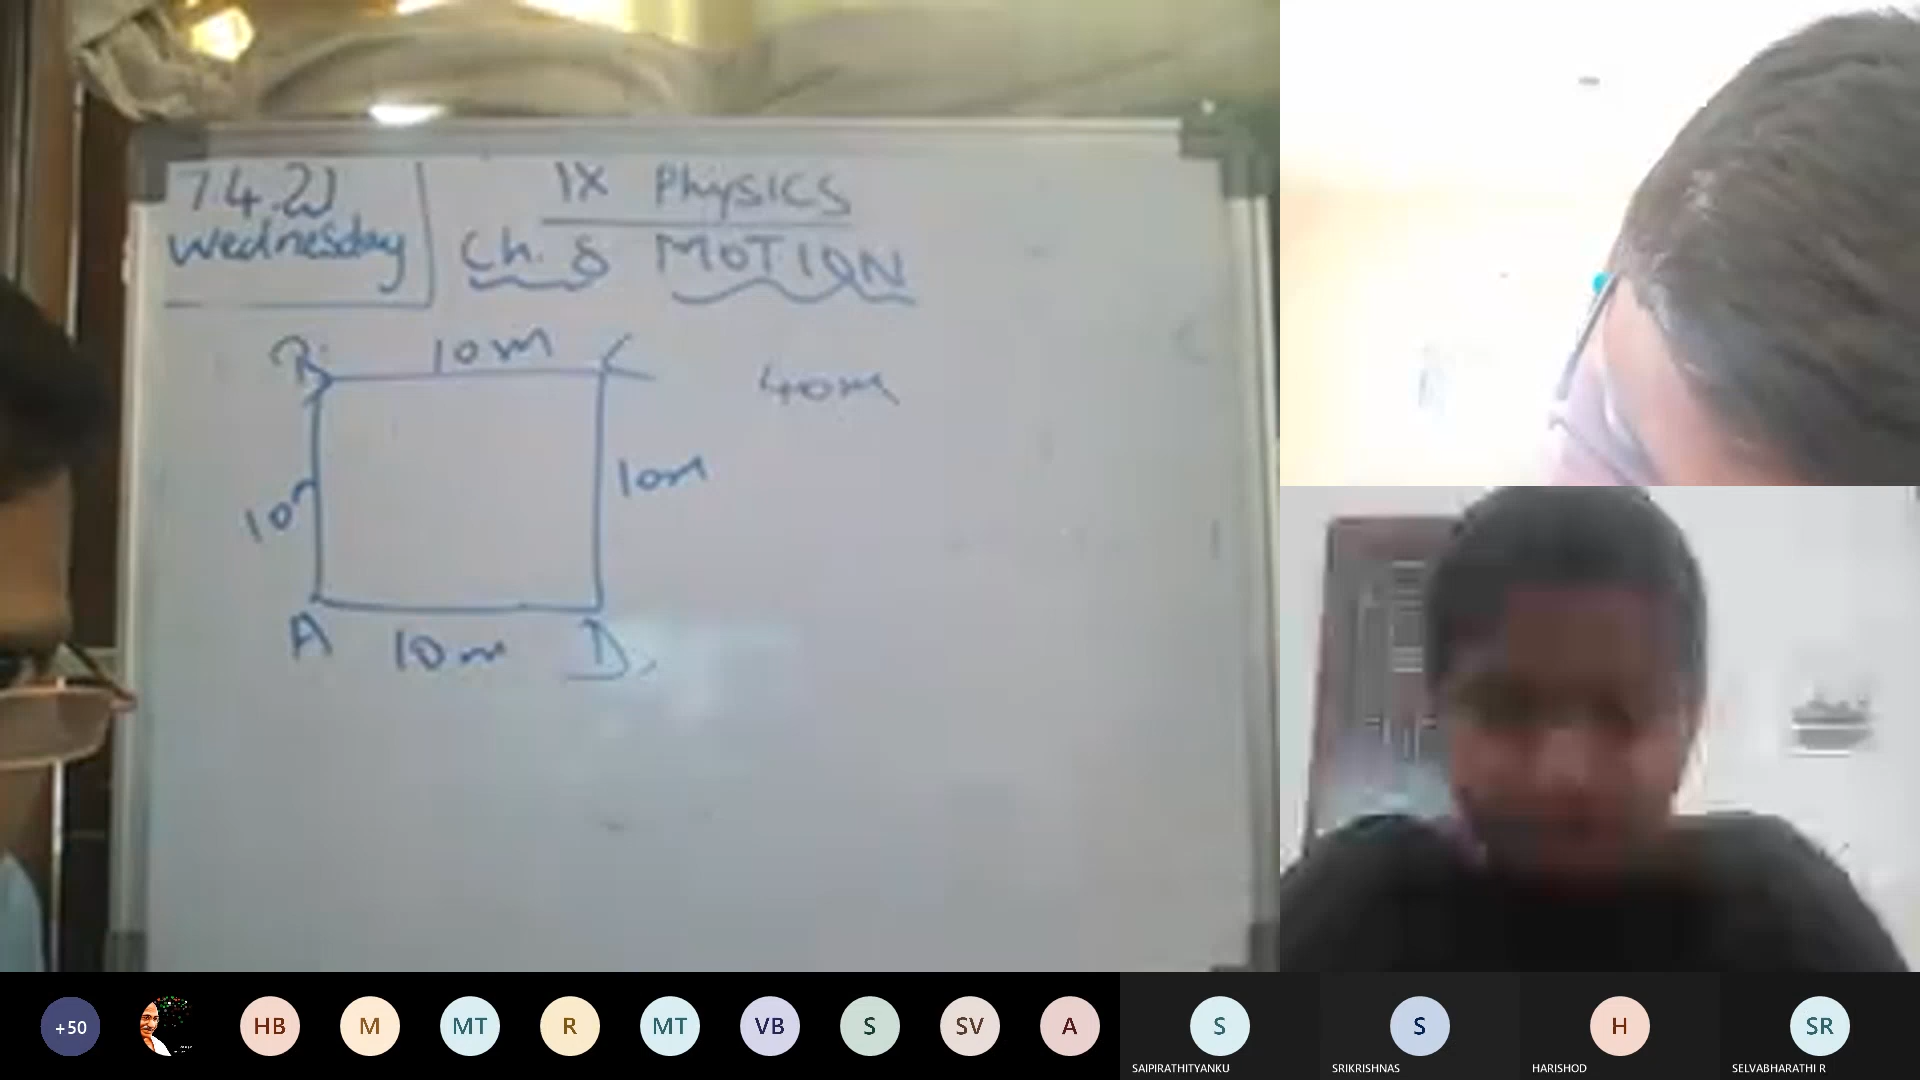 7.4.21
Wednesday
IX Physics
Ch. 8 MOTION
B 10m C
40m
10m
10m
A 10m D
+50
HB
M
MT
R
MT
VB
S
SV
A
S
SAIPIRATHITYANKU
S
SRIKRISHNAS
H
HARISHOD
SR
SELVABHARATHI R